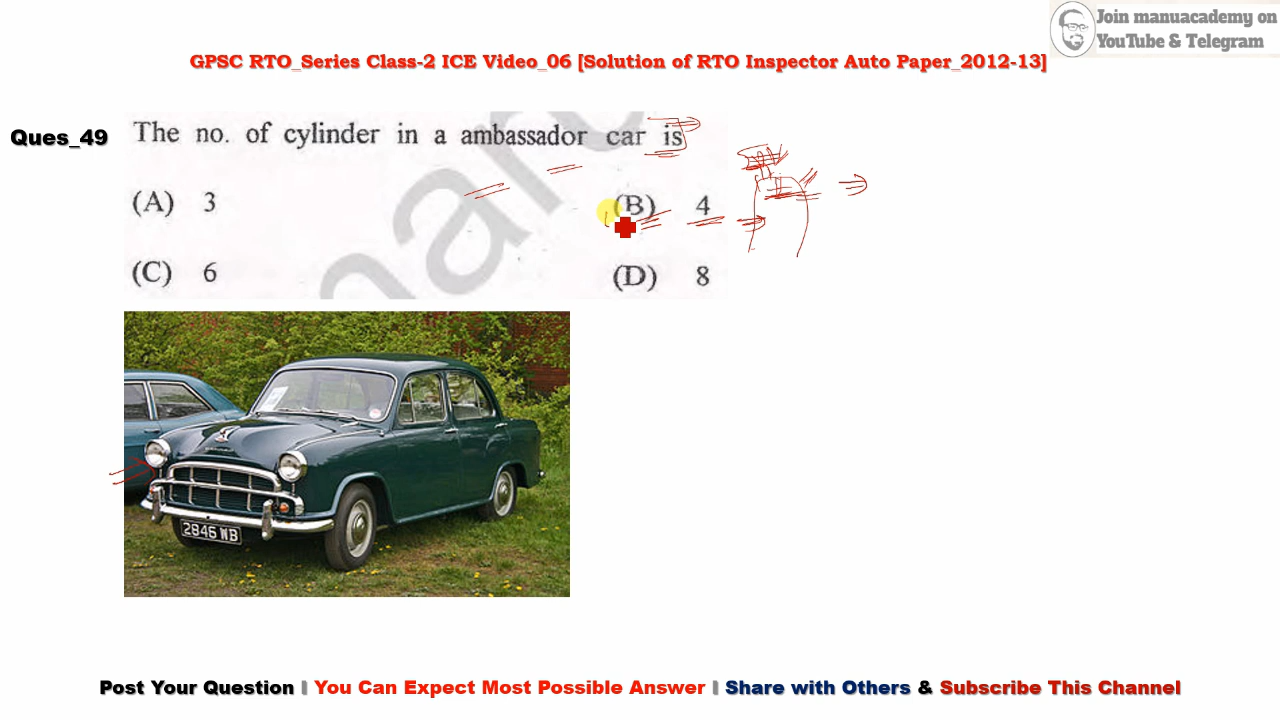 Join manuacademy on
YouTube & Telegram
GPSC RTO_Series Class-2 ICE Video_06 [Solution of RTO Inspector Auto Paper_2012-13]
Ques_49 The no. of cylinder in a ambassador car is
(A) 3 (B) 4
(C) 6 (D) 8
2846 WB
Post Your Question | You Can Expect Most Possible Answer | Share with Others & Subscribe This Channel